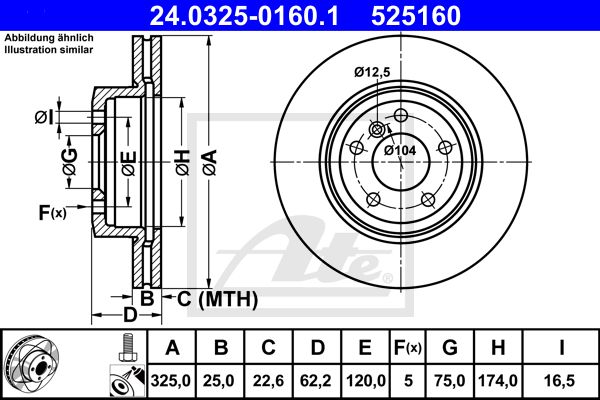 24.0325-0160.1 525160
Abbildung ähnlich
Illustration similar
Ø12,5
ØI
ØG
ØE
ØH
ØA
Ø104
F(x)
B
C (MTH)
D
Ate
A B C D E F(x) G H I
325,0 25,0 22,6 62,2 120,0 5 75,0 174,0 16,5